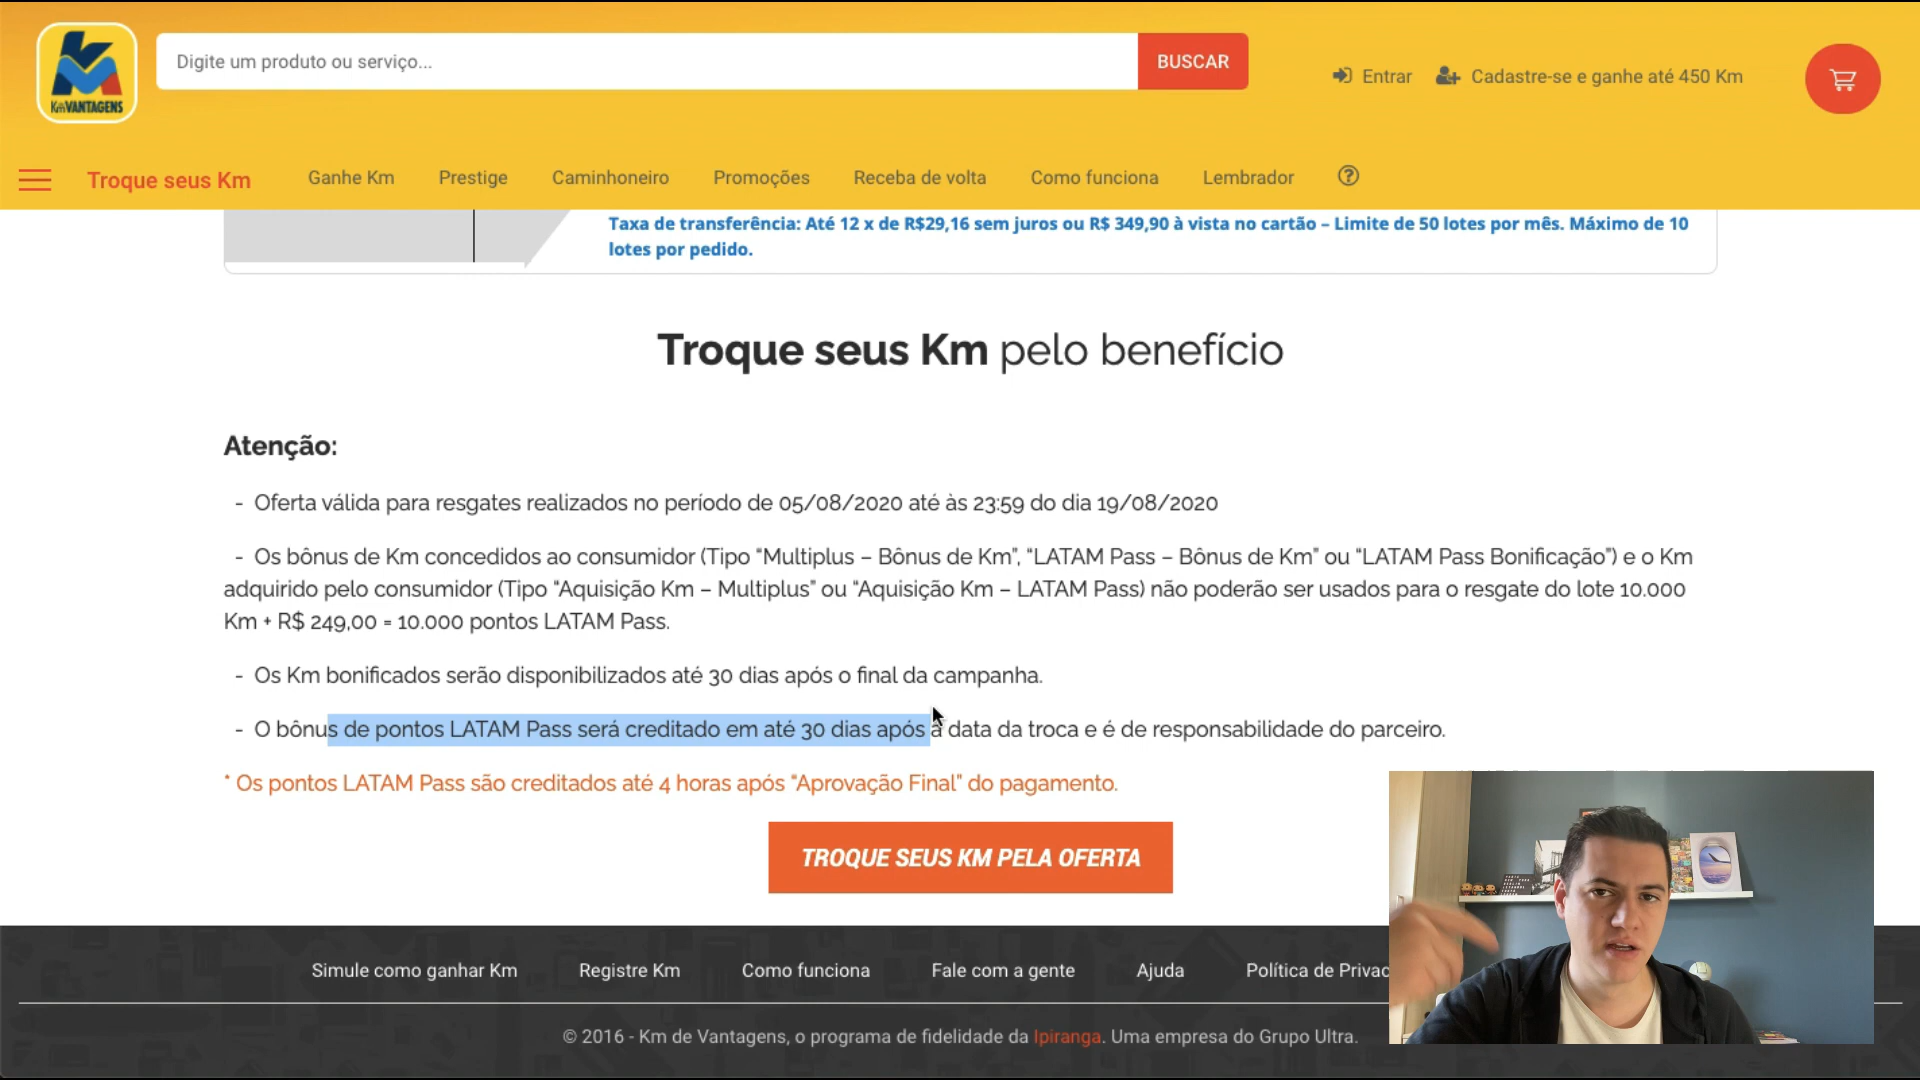 Km VANTAGENS
Digite um produto ou serviço...
BUSCAR
Entrar
Cadastre-se e ganhe até 450 Km
Troque seus Km
Ganhe Km
Prestige
Caminhoneiro
Promoções
Receba de volta
Como funciona
Lembrador
?
Taxa de transferência: Até 12 x de R$29,16 sem juros ou R$ 349,90 à vista no cartão – Limite de 50 lotes por mês. Máximo de 10
lotes por pedido.
Troque seus Km pelo benefício
Atenção:
- Oferta válida para resgates realizados no período de 05/08/2020 até às 23:59 do dia 19/08/2020
- Os bônus de Km concedidos ao consumidor (Tipo “Multiplus – Bônus de Km”, “LATAM Pass – Bônus de Km” ou “LATAM Pass Bonificação”) e o Km
adquirido pelo consumidor (Tipo “Aquisição Km – Multiplus” ou “Aquisição Km – LATAM Pass) não poderão ser usados para o resgate do lote 10.000
Km + R$ 249,00 = 10.000 pontos LATAM Pass.
- Os Km bonificados serão disponibilizados até 30 dias após o final da campanha.
- O bônus de pontos LATAM Pass será creditado em até 30 dias após a data da troca e é de responsabilidade do parceiro.
* Os pontos LATAM Pass são creditados até 4 horas após “Aprovação Final” do pagamento.
TROQUE SEUS KM PELA OFERTA
Simule como ganhar Km
Registre Km
Como funciona
Fale com a gente
Ajuda
Política de Privac
© 2016 - Km de Vantagens, o programa de fidelidade da Ipiranga. Uma empresa do Grupo Ultra.